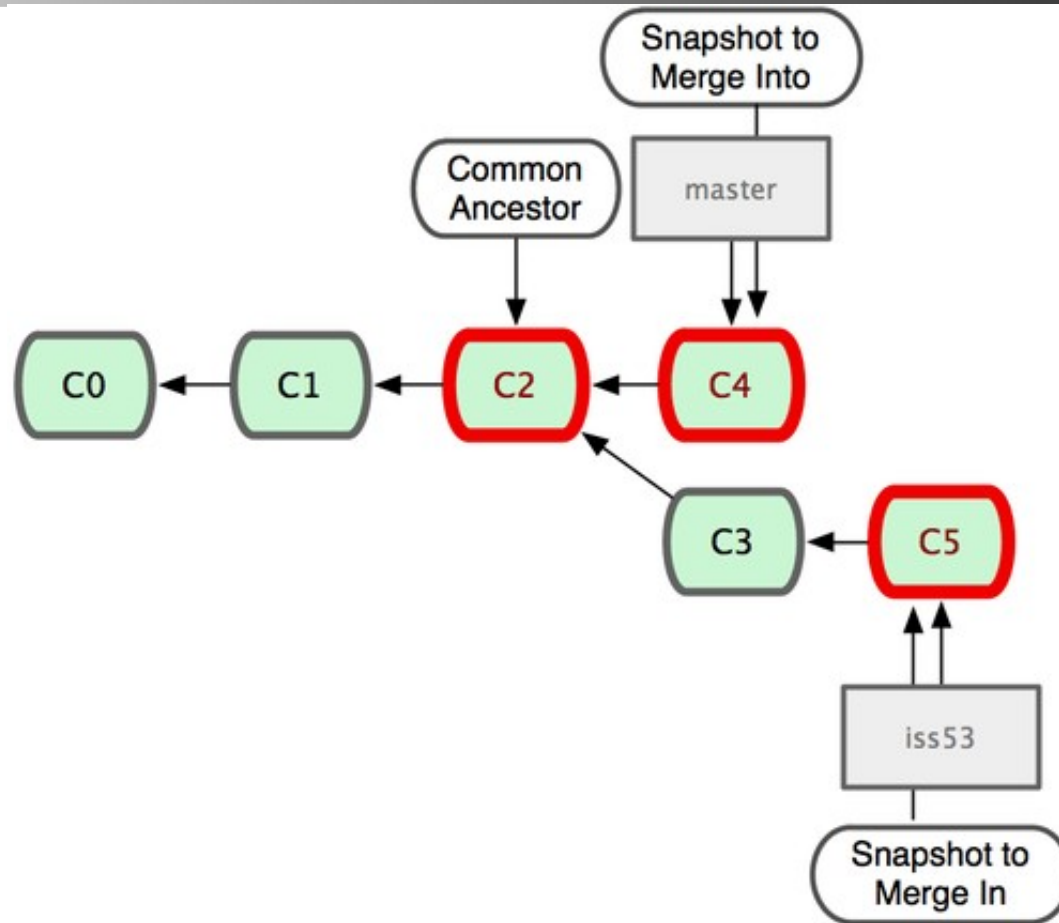 Snapshot to
Merge Into
Common
Ancestor
master
C0
C1
C2
C4
C3
C5
iss53
Snapshot to
Merge In